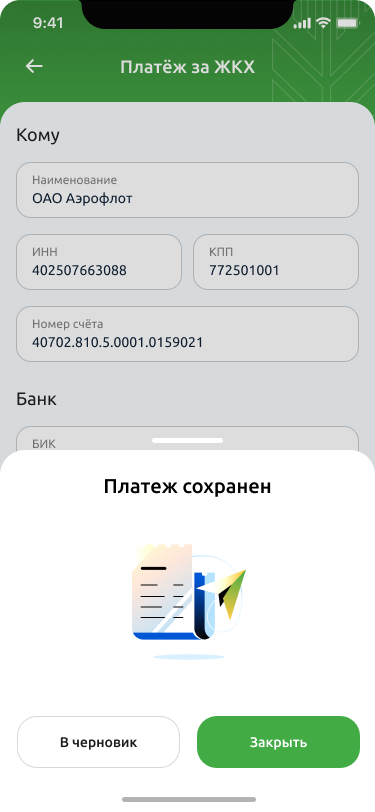 9:41
Платёж за ЖКХ
Кому
Наименование
ОАО Аэрофлот
ИНН
КПП
402507663088
772501001
Номер счёта
40702.810.5.0001.0159021
Банк
БИК
Платеж сохранен
В черновик
Закрыть